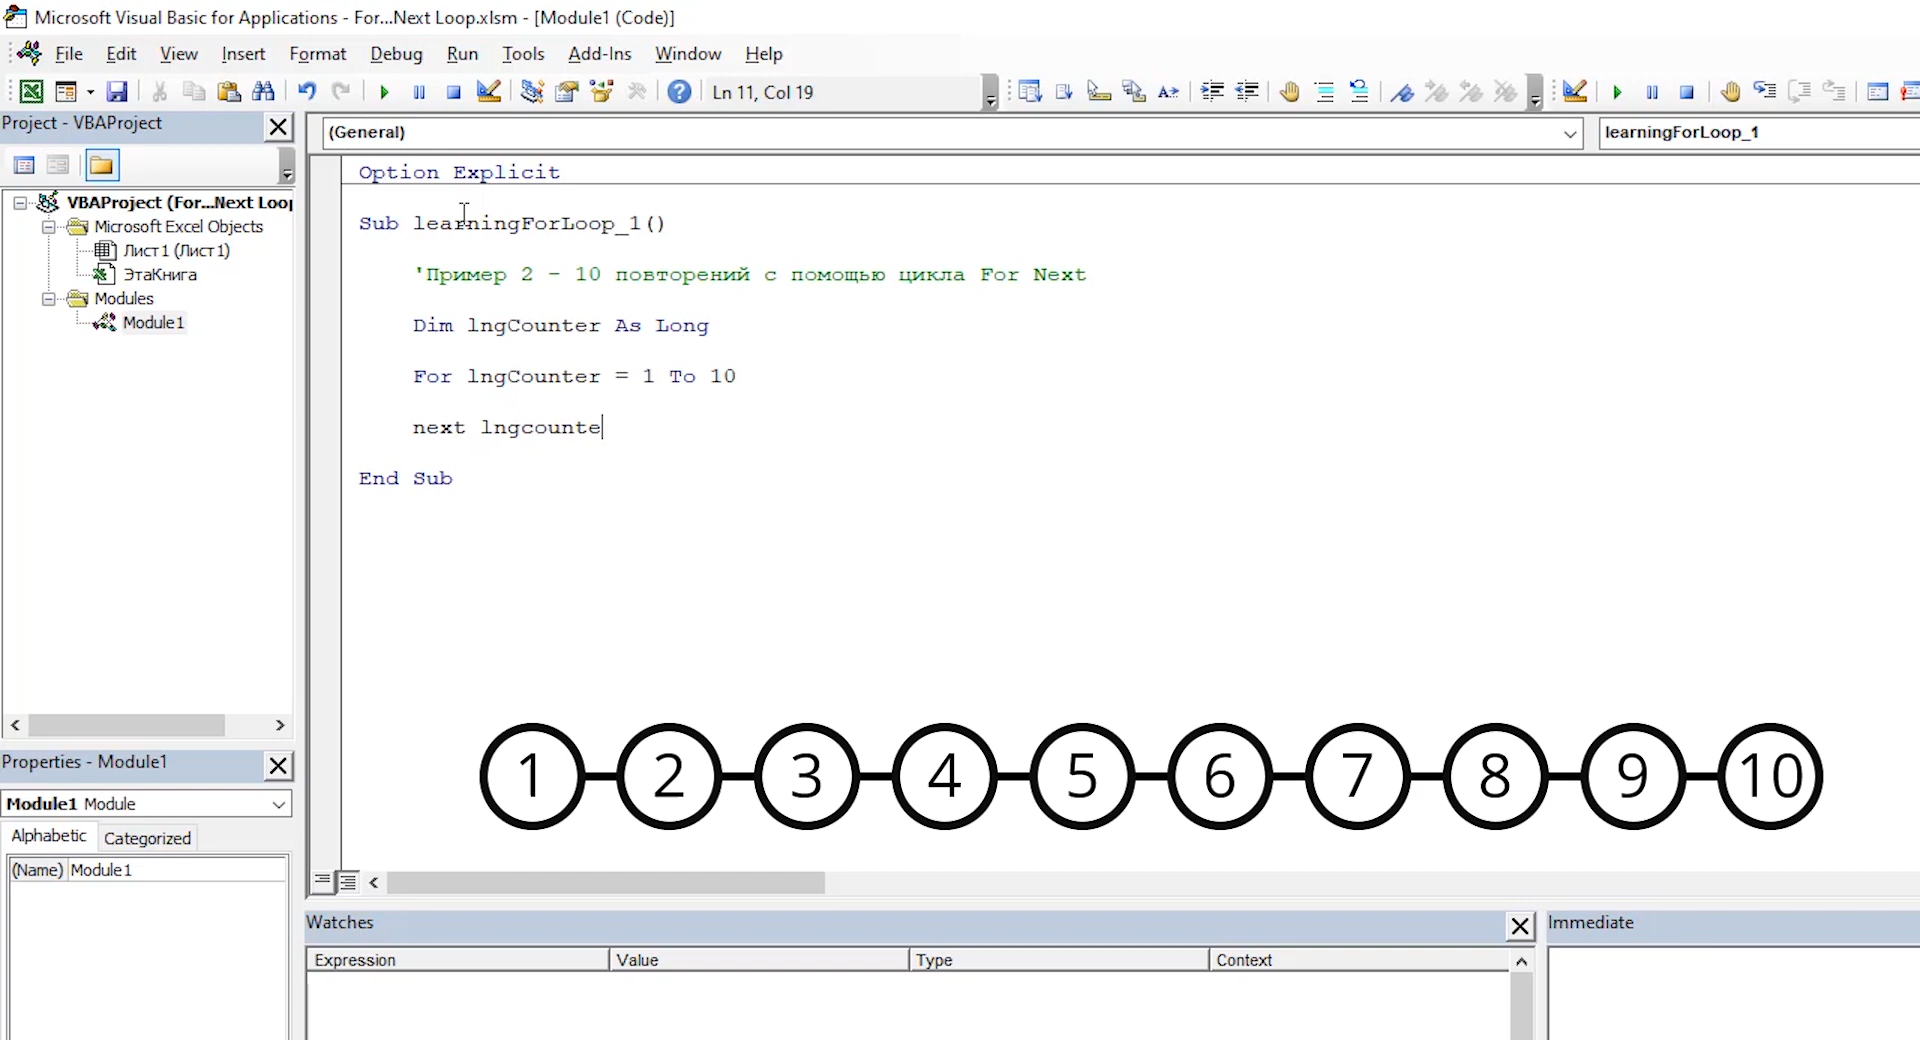 Microsoft Visual Basic for Applications - For...Next Loop.xlsm - [Module1 (Code)]
File Edit View Insert Format Debug Run Tools Add-Ins Window Help
Ln 11, Col 19
Project - VBAProject
(General)
learningForLoop_1
VBAProject (For...Next Loop
Microsoft Excel Objects
Лист1 (Лист1)
ЭтаКнига
Modules
Module1
Option Explicit
Sub learningForLoop_1()
'Пример 2 - 10 повторений с помощью цикла For Next
Dim lngCounter As Long
For lngCounter = 1 To 10
next lngcounte
End Sub
1 2 3 4 5 6 7 8 9 10
Properties - Module1
Module1 Module
Alphabetic Categorized
(Name) Module1
Watches
Expression Value Type Context
Immediate